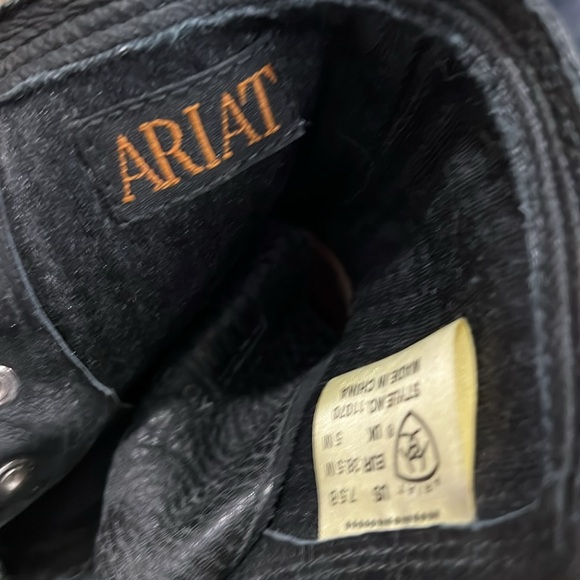 ARIAT
US 7.5 B
EUR 38.5 M
UK 5 M
STYLE NO. 11070
MADE IN CHINA